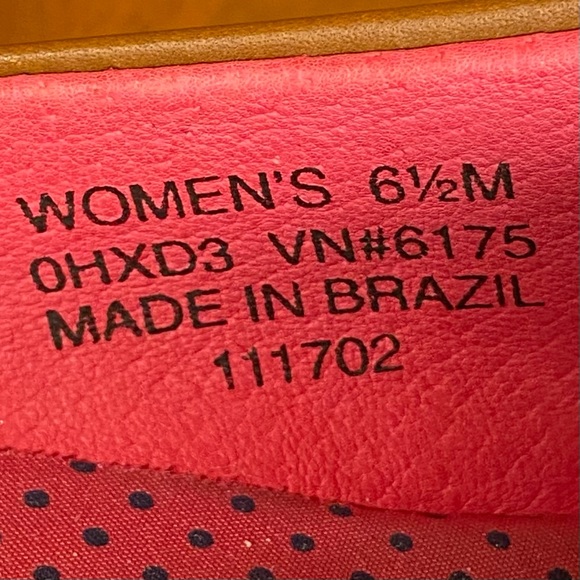 WOMEN'S 6½M
0HXD3 VN#6175
MADE IN BRAZIL
111702